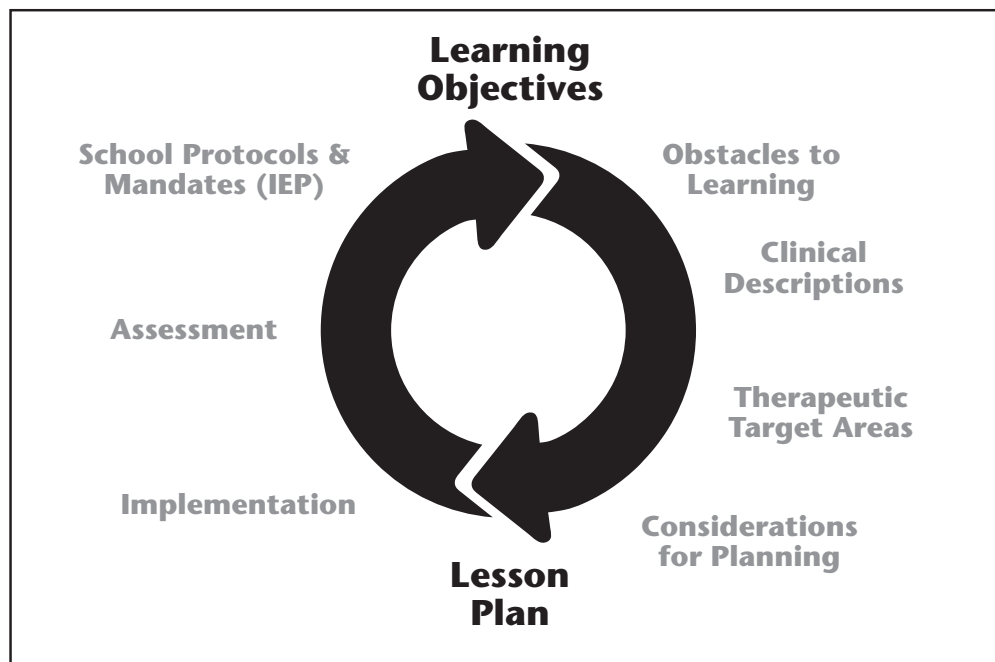 Learning
Objectives
Obstacles to
Learning
Clinical
Descriptions
Therapeutic
Target Areas
Considerations
for Planning
Lesson
Plan
Implementation
Assessment
School Protocols &
Mandates (IEP)